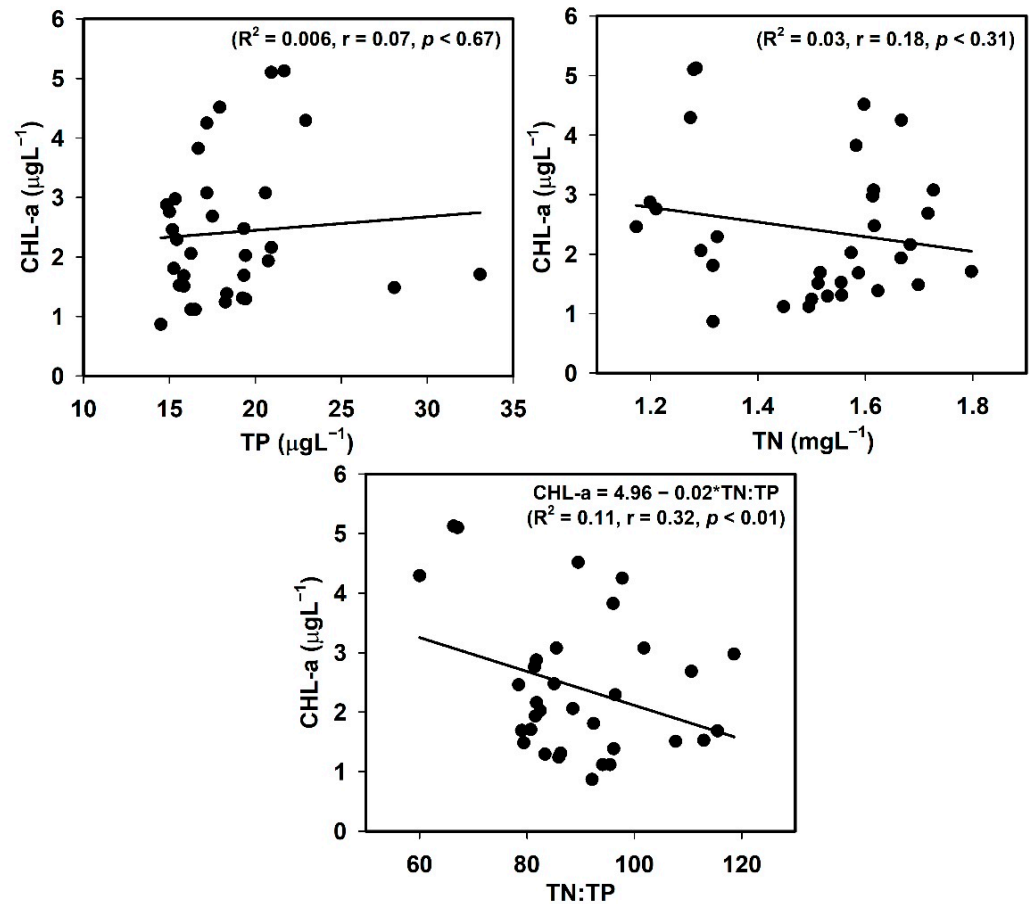 (R² = 0.006, r = 0.07, p < 0.67)
6
5
4
3
2
1
0
CHL-a (μgL⁻¹)
10 15 20 25 30 35
TP (μgL⁻¹)
(R² = 0.03, r = 0.18, p < 0.31)
6
5
4
3
2
1
0
CHL-a (μgL⁻¹)
1.2 1.4 1.6 1.8
TN (mgL⁻¹)
CHL-a = 4.96 − 0.02*TN:TP
(R² = 0.11, r = 0.32, p < 0.01)
6
5
4
3
2
1
0
CHL-a (μgL⁻¹)
60 80 100 120
TN:TP